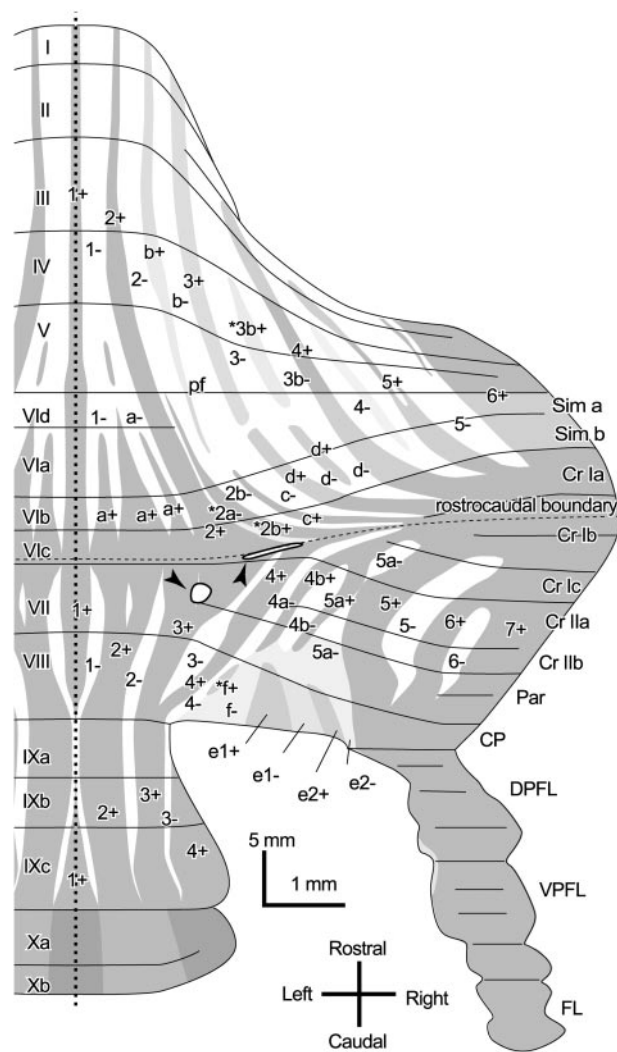 I
II
III 1+ 2+
IV 1- b+
2- 3+
b-
V *3b+
3- 4+
3b- 5+
pf 6+
4- Sim a
VId 1- a- 5- Sim b
d+
VIa d+ d- d- Cr Ia
2b- c-
rostrocaudal boundary
VIb a+ a+ a+ *2a- c+
2+ *2b+
Cr Ib
VIc
5a-
4+ 4b+ Cr Ic
VII 1+ 4a- 5a+ 5+ Cr IIa
3+ 4b- 5- 6+ 7+
VIII 1- 2+ 3- 5a- 6- Cr IIb
2- 4+ *f+ Par
4- f-
CP
e1+ e1- e2+ e2-
IXa
DPFL
IXb 2+ 3+ 3-
5 mm
IXc 1+ 4+ 1 mm
VPFL
Xa Rostral
Left Right
Xb Caudal
FL